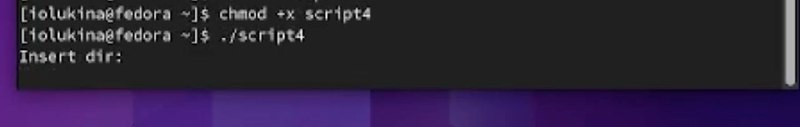 [iolukina@fedora ~]$ chmod +x script4
[iolukina@fedora ~]$ ./script4
Insert dir: